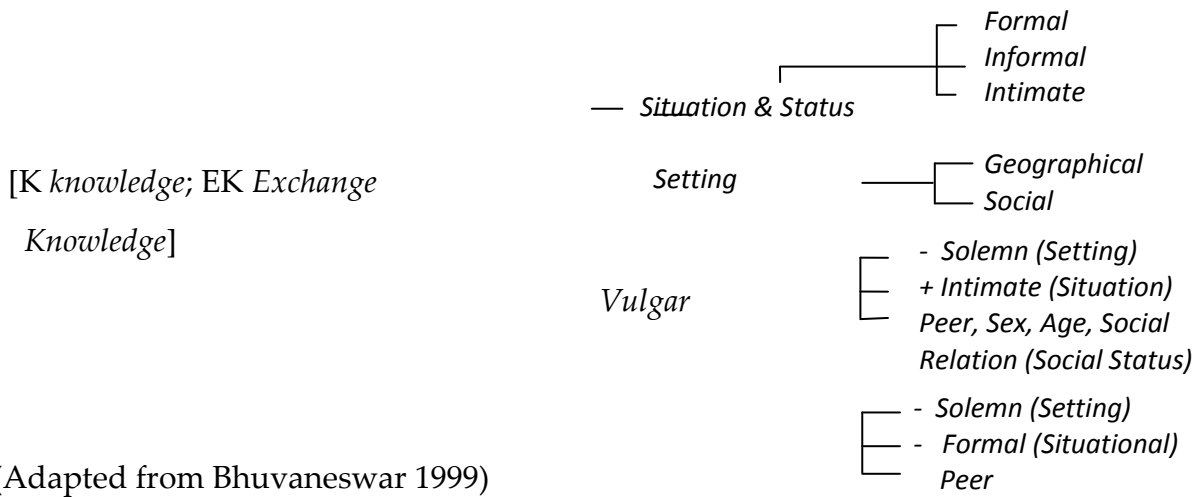 Formal
Informal
Intimate
Situation & Status
[K knowledge; EK Exchange
Knowledge]
Setting
Geographical
Social
Vulgar
- Solemn (Setting)
+ Intimate (Situation)
Peer, Sex, Age, Social
Relation (Social Status)
- Solemn (Setting)
- Formal (Situational)
Peer
(Adapted from Bhuvaneswar 1999)